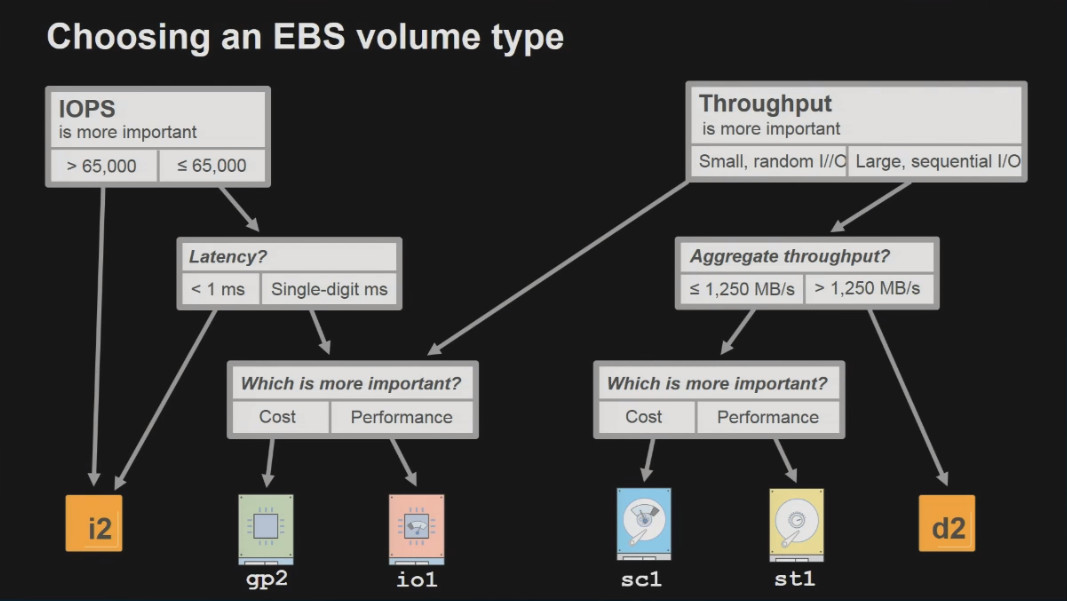 Choosing an EBS volume type
IOPS
is more important
> 65,000
≤ 65,000
Throughput
is more important
Small, random I//O
Large, sequential I/O
Latency?
< 1 ms
Single-digit ms
Aggregate throughput?
≤ 1,250 MB/s
> 1,250 MB/s
Which is more important?
Cost
Performance
Which is more important?
Cost
Performance
i2
gp2
io1
sc1
st1
d2